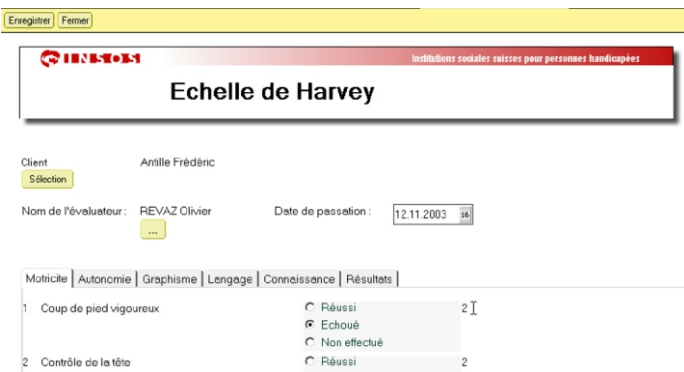 Enregistrer Fermer
INSOS Institutions sociales suisses pour personnes handicapées
Echelle de Harvey
Client Antille Frédéric
Sélection
Nom de l'évaluateur : REVAZ Olivier Date de passation : 12.11.2003 16
...
Motricite Autonomie Graphisme Langage Connaissance Résultats
1 Coup de pied vigoureux Réussi 2
Echoué
Non effectué
2 Contrôle de la tête Réussi 2